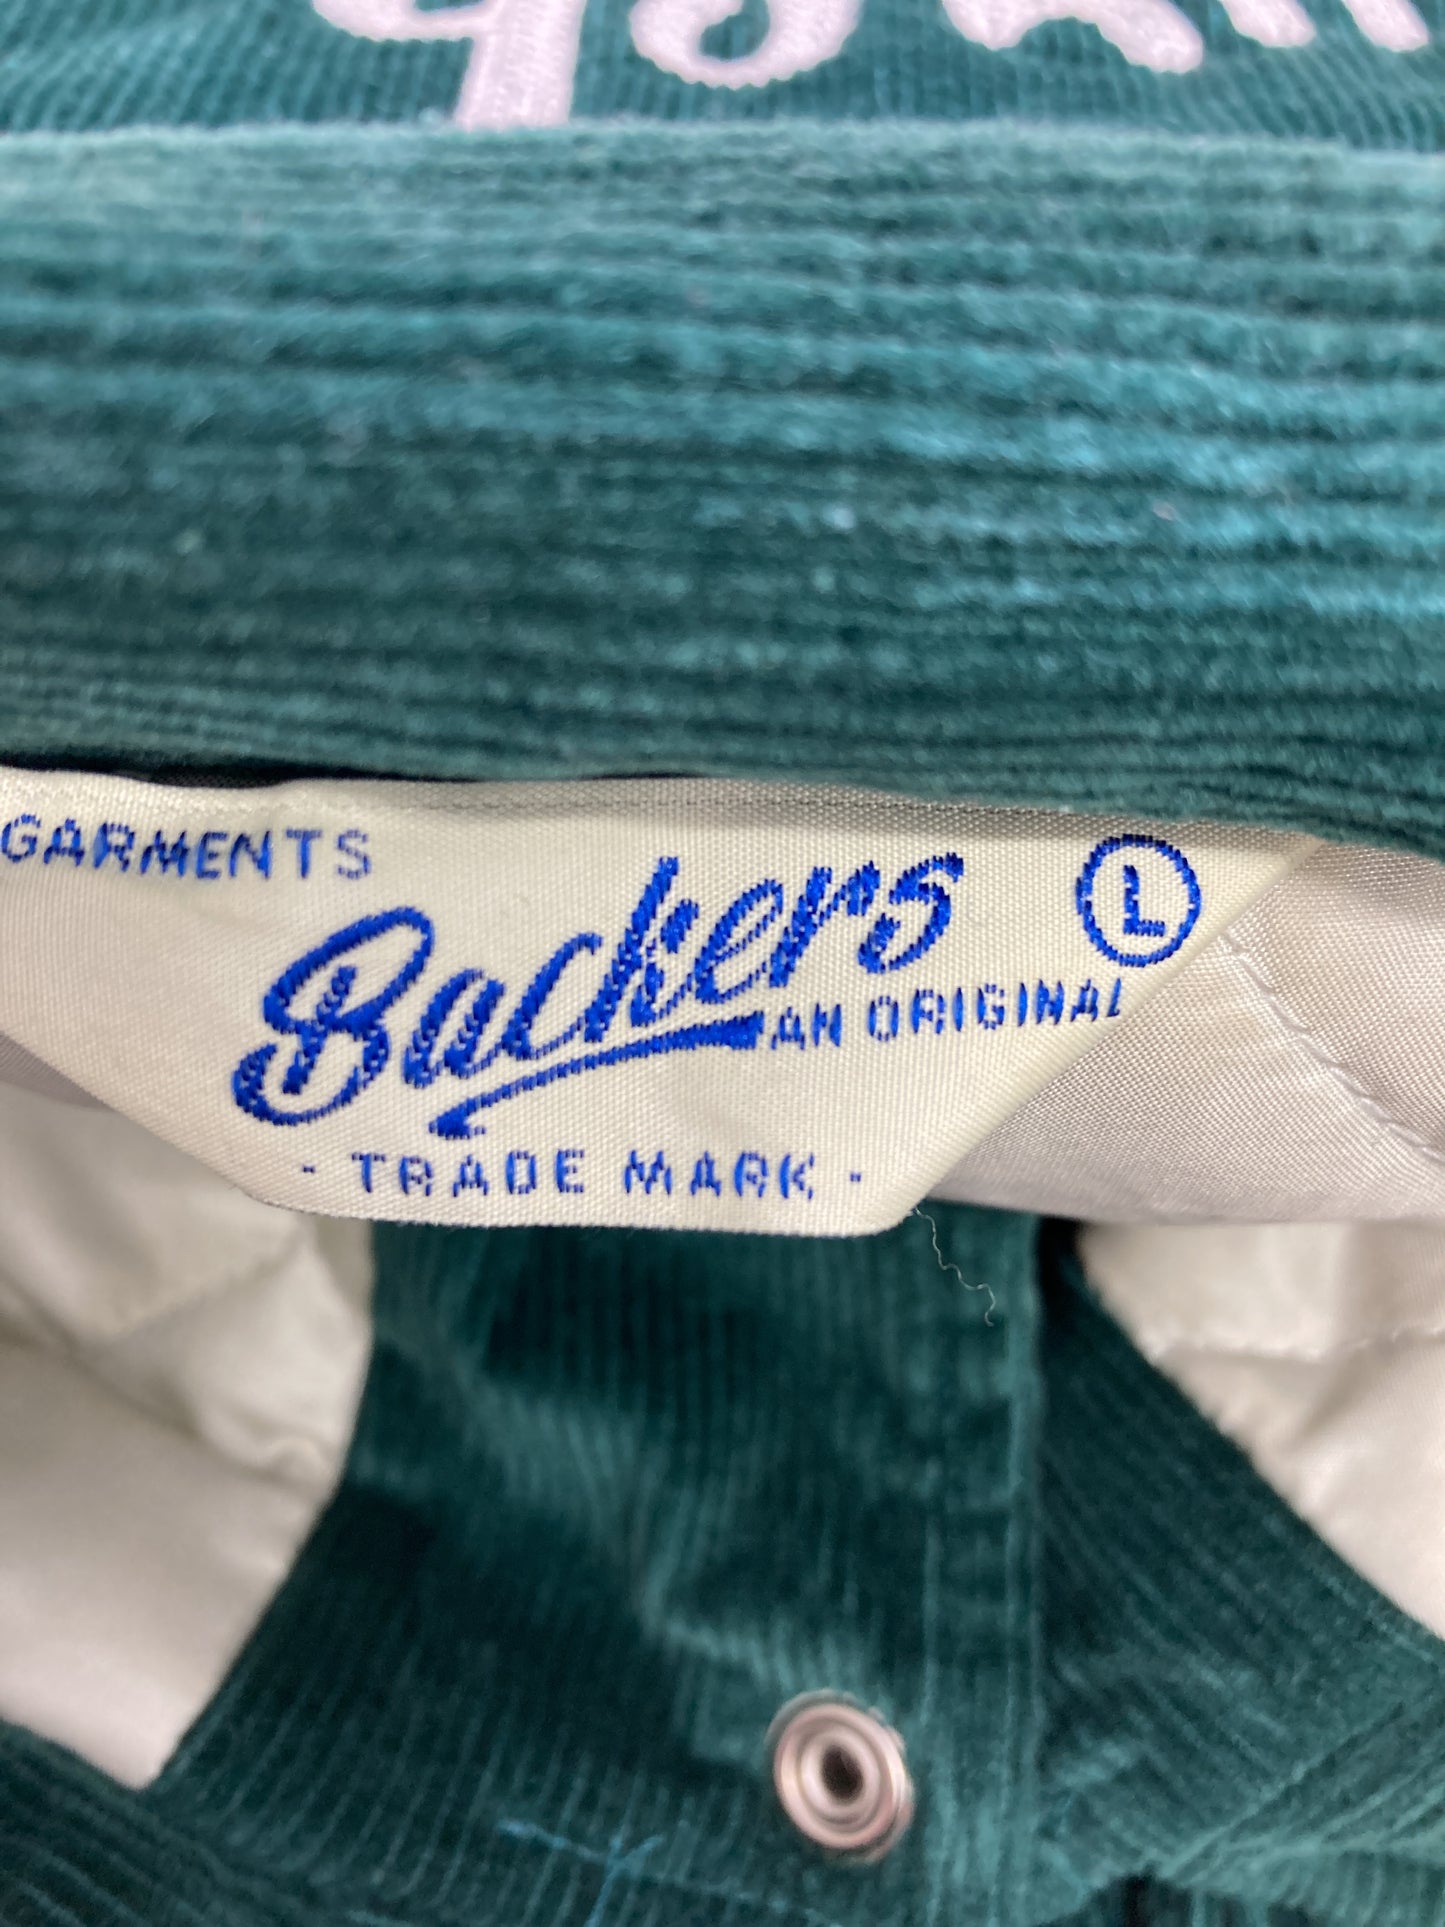 GARMENTS
Backers
L
AN ORIGINAL
- TRADE MARK -